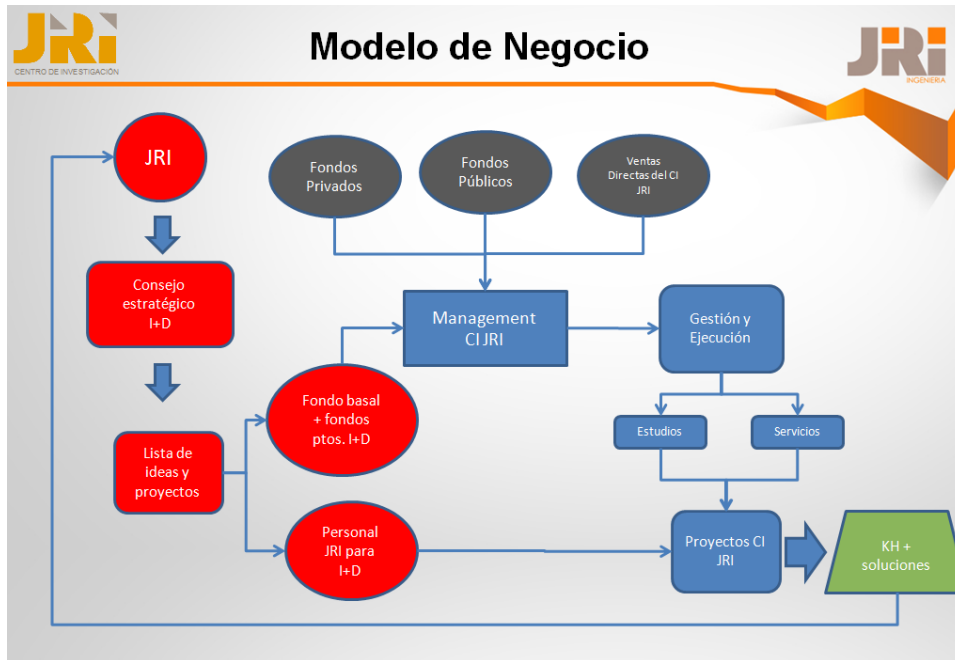 JRi
CENTRO DE INVESTIGACIÓN
Modelo de Negocio
JRi
INGENIERIA
JRI
Fondos
Privados
Fondos
Públicos
Ventas
Directas del CI
JRI
Consejo
estratégico
I+D
Management
CI JRI
Gestión y
Ejecución
Fondo basal
+ fondos
ptos. I+D
Lista de
ideas y
proyectos
Estudios
Servicios
Personal
JRI para
I+D
Proyectos CI
JRI
KH +
soluciones